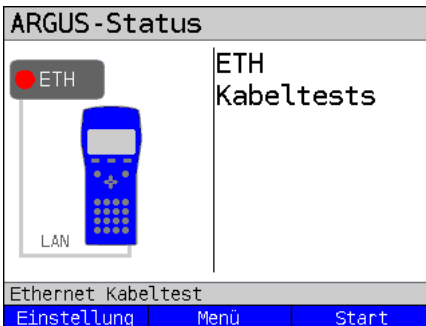 ARGUS-Status
ETH
ETH
Kabeltests
LAN
Ethernet Kabeltest
Einstellung Menü Start